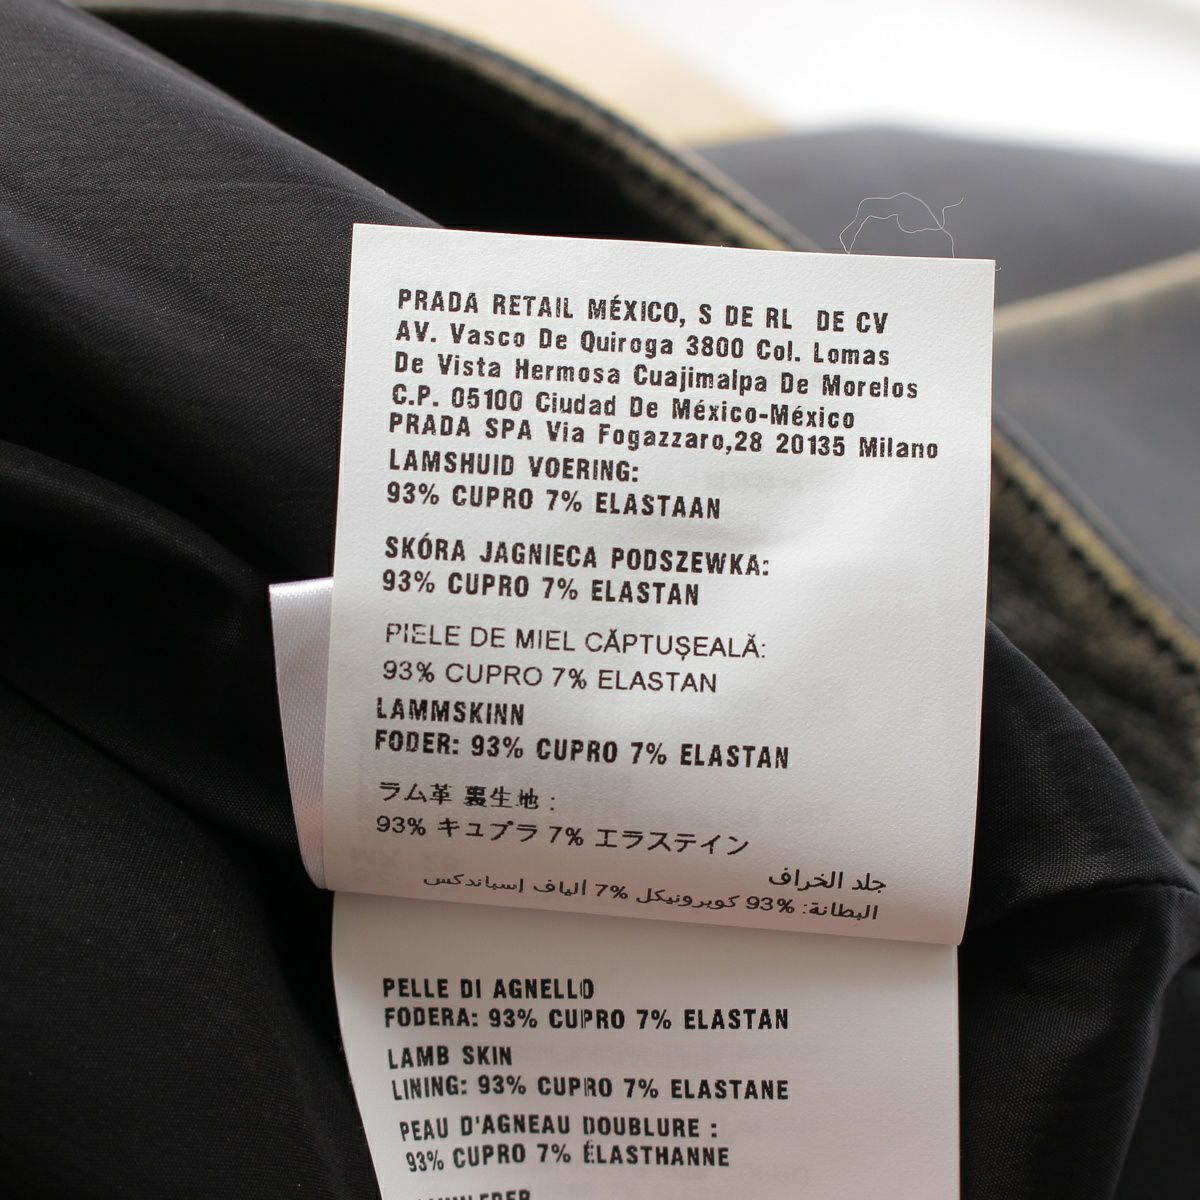 PRADA RETAIL MÉXICO, S DE RL DE CV
AV. Vasco De Quiroga 3800 Col. Lomas
De Vista Hermosa Cuajimalpa De Morelos
C.P. 05100 Ciudad De México-México
PRADA SPA Via Fogazzaro,28 20135 Milano
LAMSHUID VOERING:
93% CUPRO 7% ELASTAAN
SKÓRA JAGNIECA PODSZEWKA:
93% CUPRO 7% ELASTAN
PIELE DE MIEL CĂPTUȘEALĂ:
93% CUPRO 7% ELASTAN
LAMMSKINN
FODER: 93% CUPRO 7% ELASTAN
ラム革 裏生地 :
93% キュプラ 7% エラステイン
جلد الخراف
البطانة: %93 كوبرونيكل %7 ألياف إسباندكس
PELLE DI AGNELLO
FODERA: 93% CUPRO 7% ELASTAN
LAMB SKIN
LINING: 93% CUPRO 7% ELASTANE
PEAU D'AGNEAU DOUBLURE :
93% CUPRO 7% ÉLASTHANNE